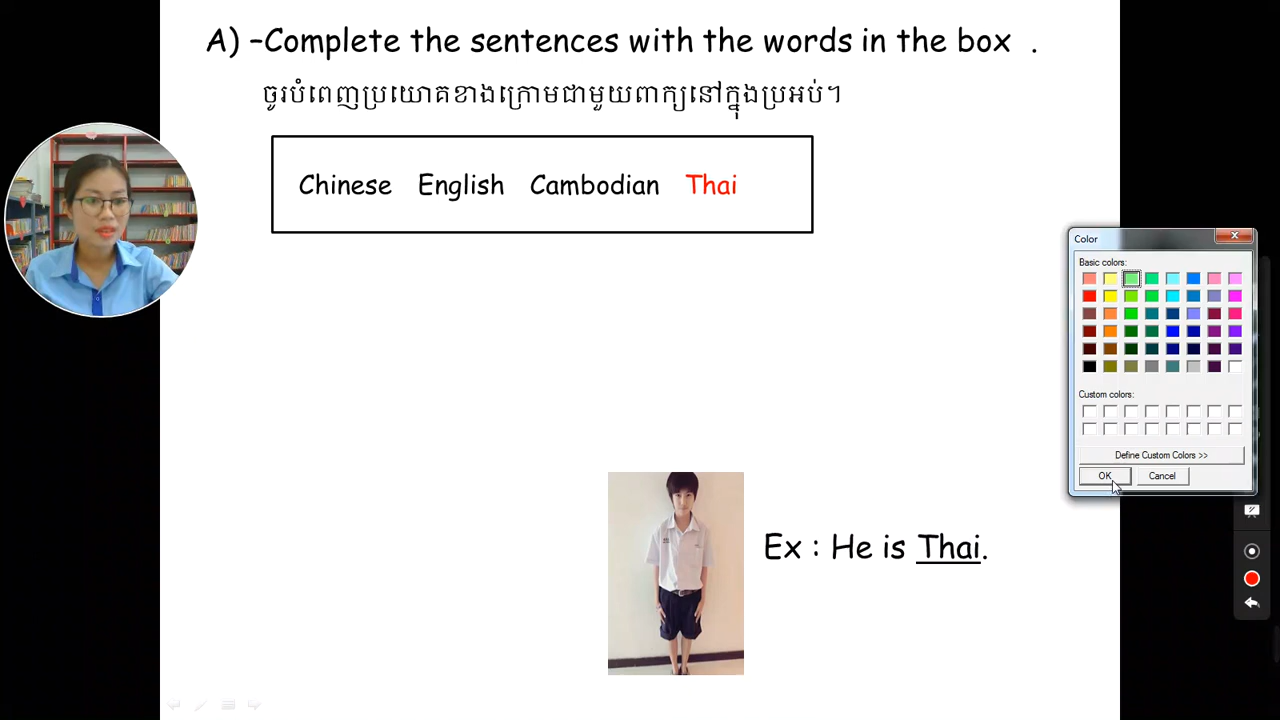 A) –Complete the sentences with the words in the box .
ចូរបំពេញប្រយោគខាងក្រោមជាមួយពាក្យនៅក្នុងប្រអប់។
Chinese English Cambodian Thai
Color
Basic colors:
Custom colors:
Define Custom Colors >>
OK Cancel
Ex : He is Thai.